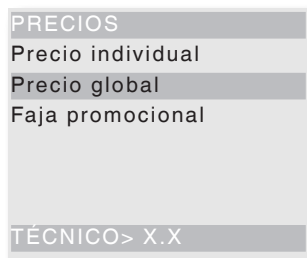 PRECIOS
Precio individual
Precio global
Faja promocional
TÉCNICO> X.X